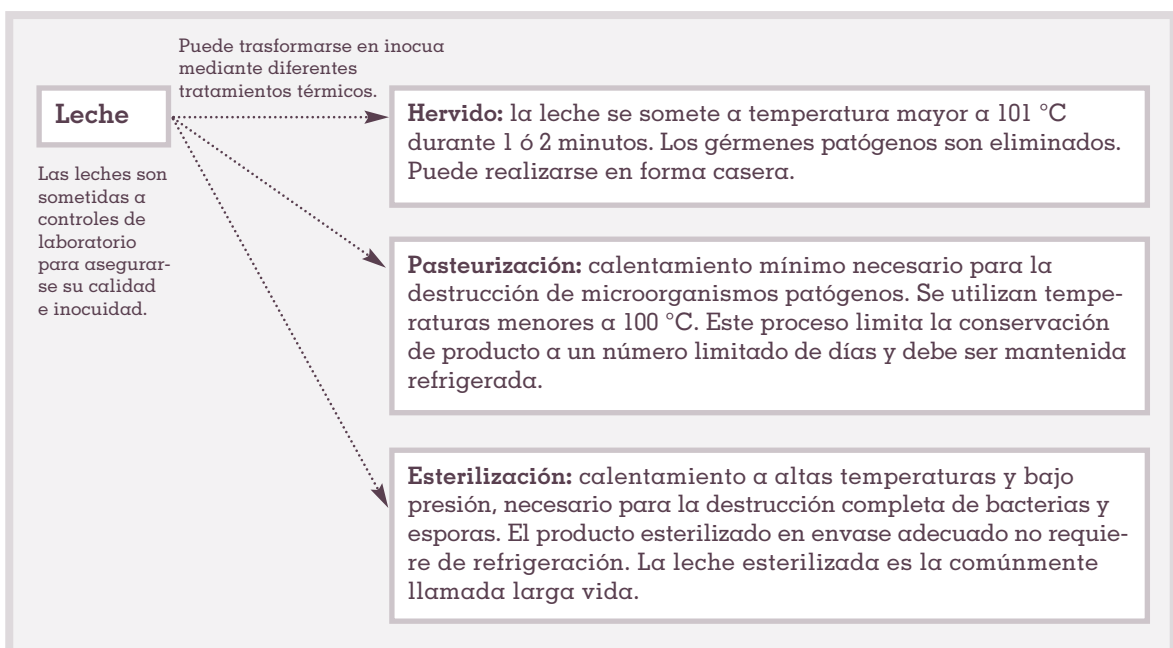 Puede trasformarse en inocua
mediante diferentes
tratamientos térmicos.
Leche
Las leches son
sometidas a
controles de
laboratorio
para asegurar-
se su calidad
e inocuidad.
Hervido: la leche se somete a temperatura mayor a 101 °C
durante 1 ó 2 minutos. Los gérmenes patógenos son eliminados.
Puede realizarse en forma casera.
Pasteurización: calentamiento mínimo necesario para la
destrucción de microorganismos patógenos. Se utilizan tempe-
raturas menores a 100 °C. Este proceso limita la conservación
de producto a un número limitado de días y debe ser mantenida
refrigerada.
Esterilización: calentamiento a altas temperaturas y bajo
presión, necesario para la destrucción completa de bacterias y
esporas. El producto esterilizado en envase adecuado no requie-
re de refrigeración. La leche esterilizada es la comúnmente
llamada larga vida.